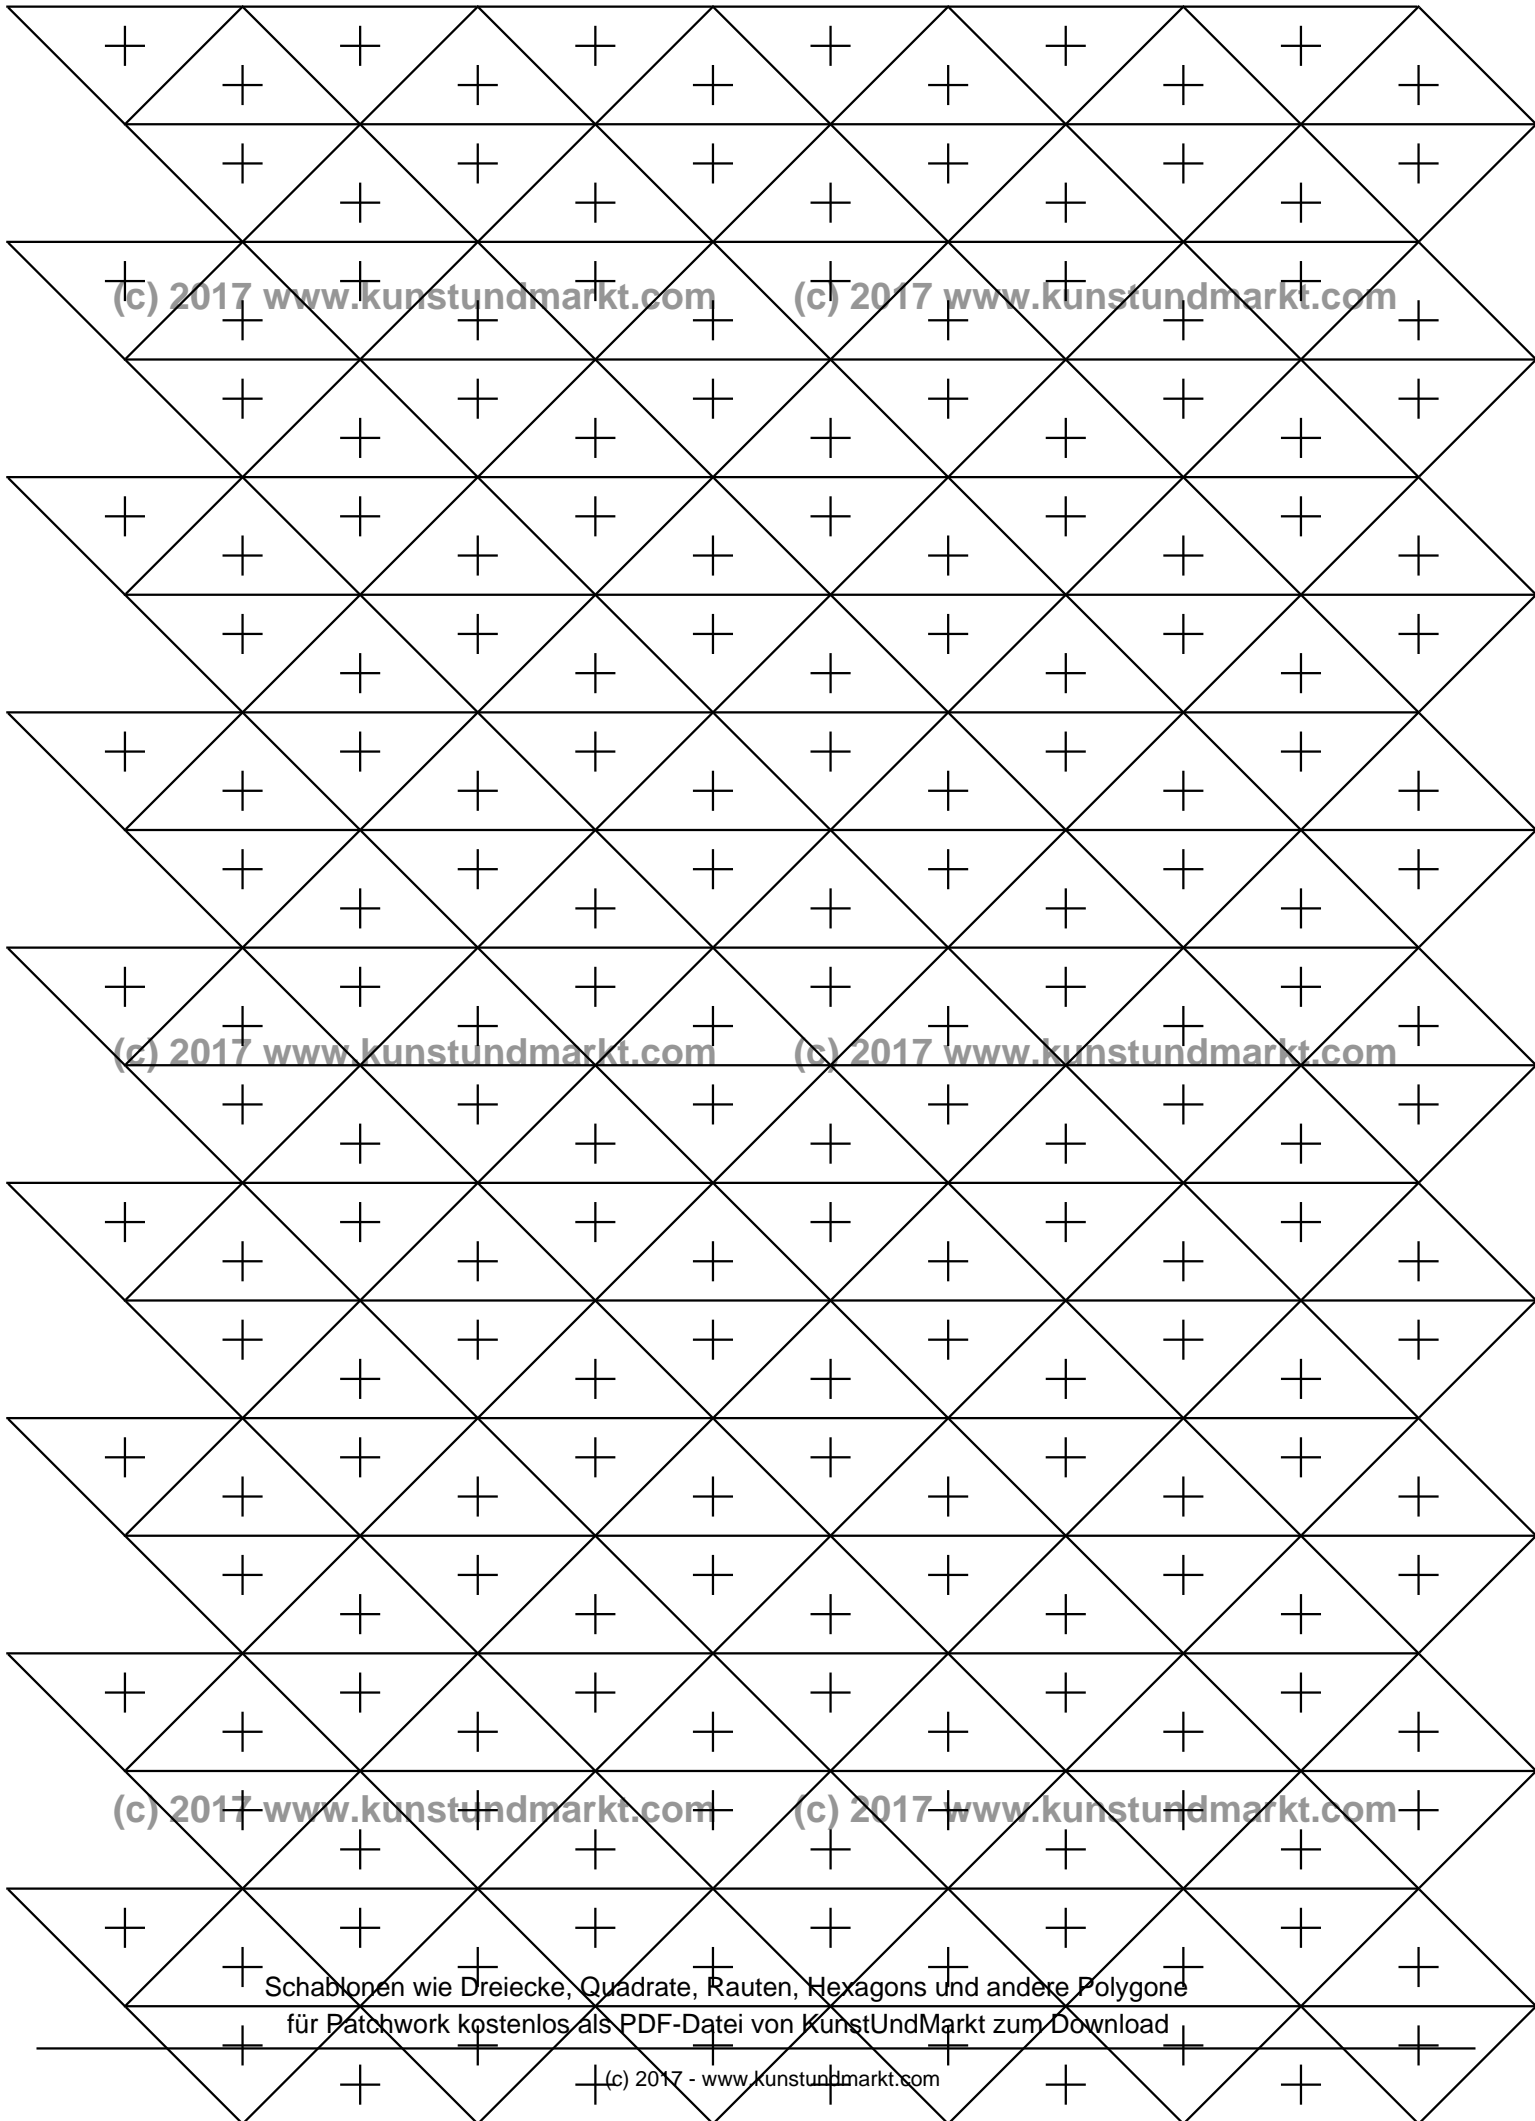 (c) 2017 www.kunstundmarkt.com (c) 2017 www.kunstundmarkt.com
(c) 2017 www.kunstundmarkt.com (c) 2017 www.kunstundmarkt.com
(c) 2017 www.kunstundmarkt.com (c) 2017 www.kunstundmarkt.com
Schablonen wie Dreiecke, Quadrate, Rauten, Hexagons und andere Polygone
für Patchwork kostenlos als PDF-Datei von KunstUndMarkt zum Download
(c) 2017 - www.kunstundmarkt.com